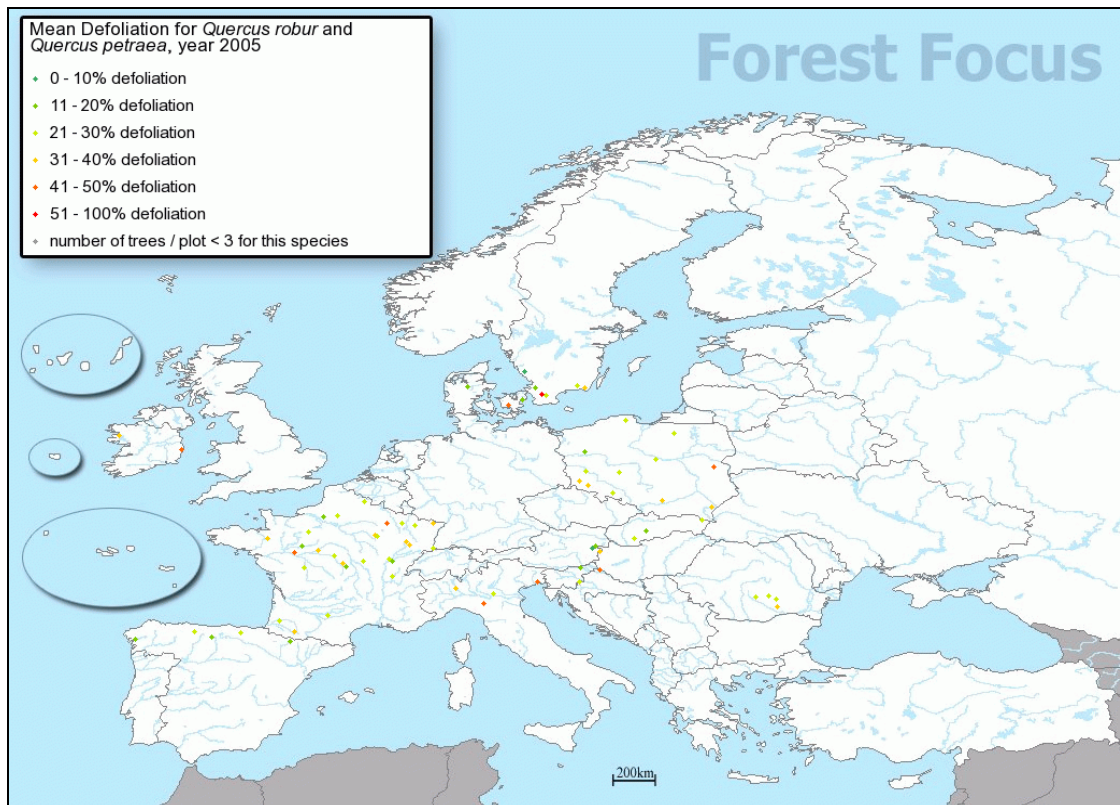 Mean Defoliation for Quercus robur and
Quercus petraea, year 2005
0 - 10% defoliation
11 - 20% defoliation
21 - 30% defoliation
31 - 40% defoliation
41 - 50% defoliation
51 - 100% defoliation
number of trees / plot < 3 for this species
Forest Focus
200km